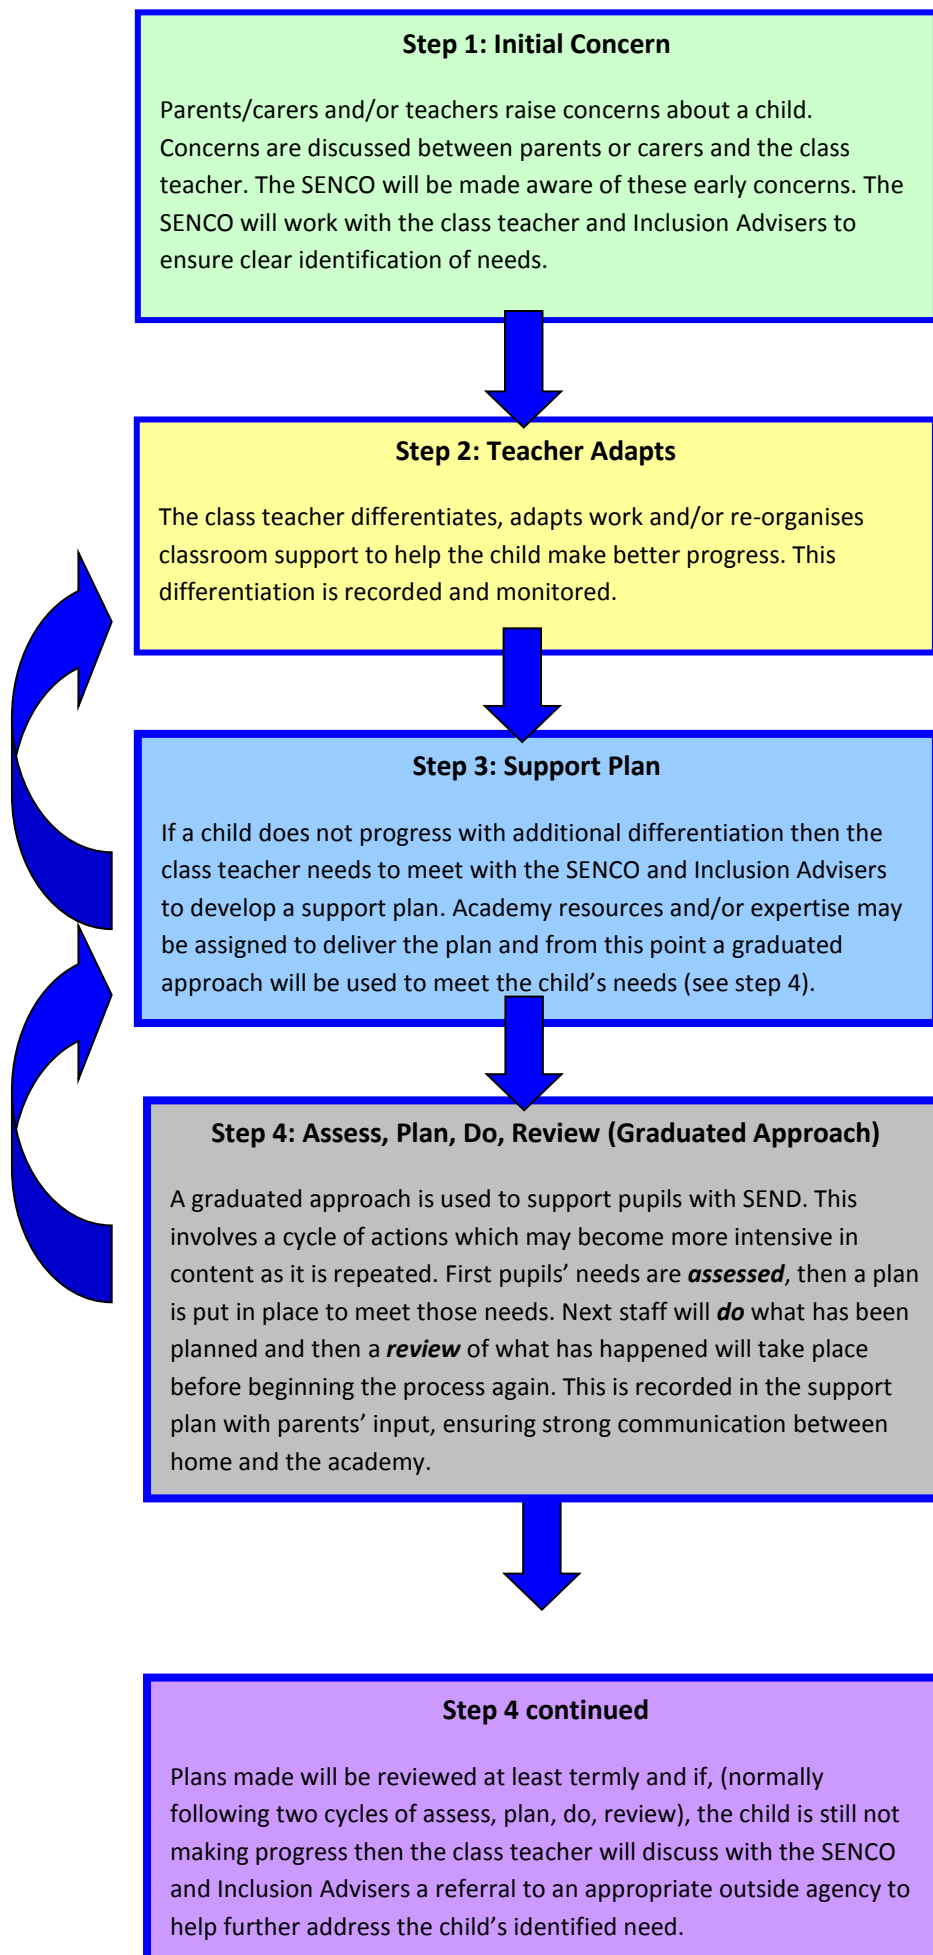 Step 1: Initial Concern
Parents/carers and/or teachers raise concerns about a child.
Concerns are discussed between parents or carers and the class
teacher. The SENCO will be made aware of these early concerns. The
SENCO will work with the class teacher and Inclusion Advisers to
ensure clear identification of needs.
Step 2: Teacher Adapts
The class teacher differentiates, adapts work and/or re-organises
classroom support to help the child make better progress. This
differentiation is recorded and monitored.
Step 3: Support Plan
If a child does not progress with additional differentiation then the
class teacher needs to meet with the SENCO and Inclusion Advisers
to develop a support plan. Academy resources and/or expertise may
be assigned to deliver the plan and from this point a graduated
approach will be used to meet the child’s needs (see step 4).
Step 4: Assess, Plan, Do, Review (Graduated Approach)
A graduated approach is used to support pupils with SEND. This
involves a cycle of actions which may become more intensive in
content as it is repeated. First pupils’ needs are assessed, then a plan
is put in place to meet those needs. Next staff will do what has been
planned and then a review of what has happened will take place
before beginning the process again. This is recorded in the support
plan with parents’ input, ensuring strong communication between
home and the academy.
Step 4 continued
Plans made will be reviewed at least termly and if, (normally
following two cycles of assess, plan, do, review), the child is still not
making progress then the class teacher will discuss with the SENCO
and Inclusion Advisers a referral to an appropriate outside agency to
help further address the child’s identified need.